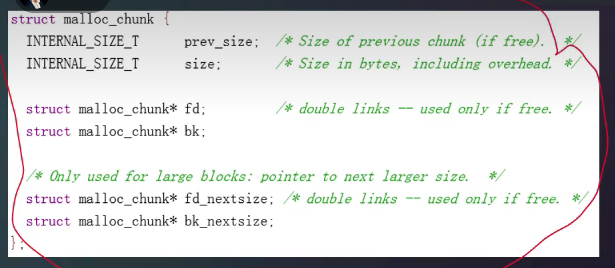 struct malloc_chunk {
INTERNAL_SIZE_T prev_size; /* Size of previous chunk (if free). */
INTERNAL_SIZE_T size; /* Size in bytes, including overhead. */
struct malloc_chunk* fd; /* double links -- used only if free. */
struct malloc_chunk* bk;
/* Only used for large blocks: pointer to next larger size. */
struct malloc_chunk* fd_nextsize; /* double links -- used only if free. */
struct malloc_chunk* bk_nextsize;
};